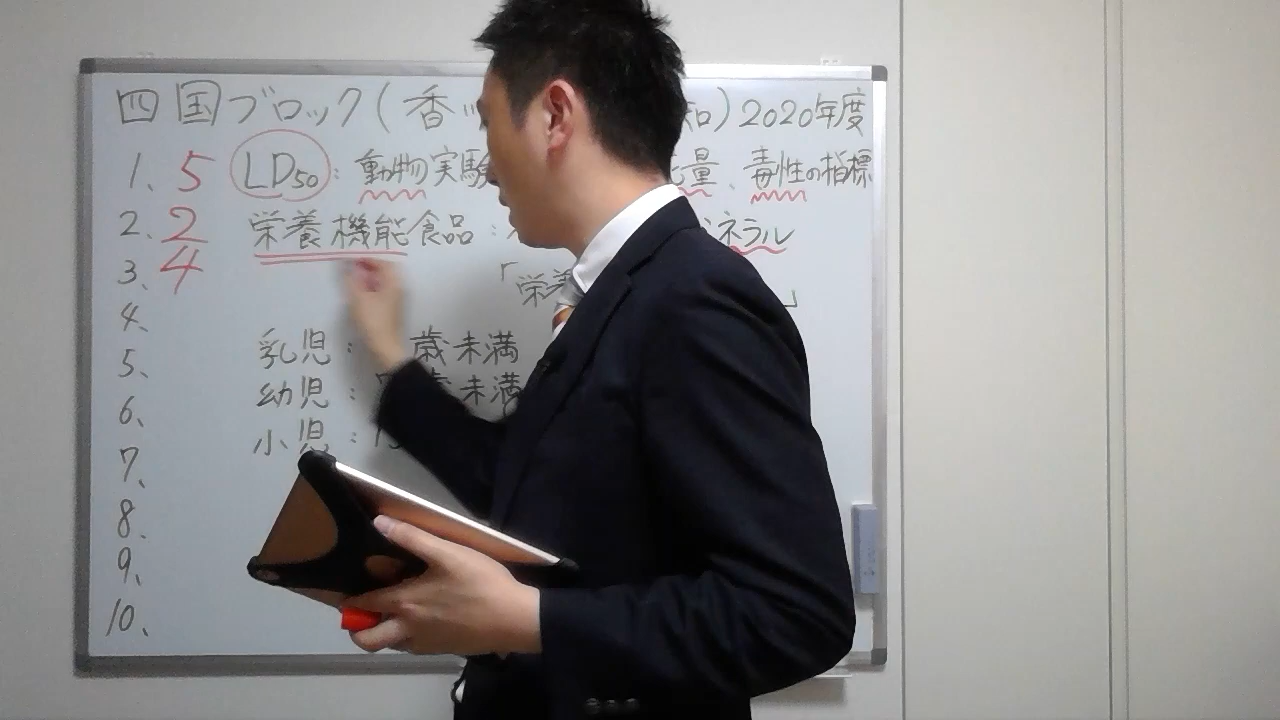 四国ブロック(香 知)2020年度
1、5 LD50:動物実験 量、毒性の指標
2、2 栄養機能食品: ネラル
3、4 「栄養 」
4、
5、乳児: 歳未満
幼児: 歳未満
6、
小児:15
7、
8、
9、
10、